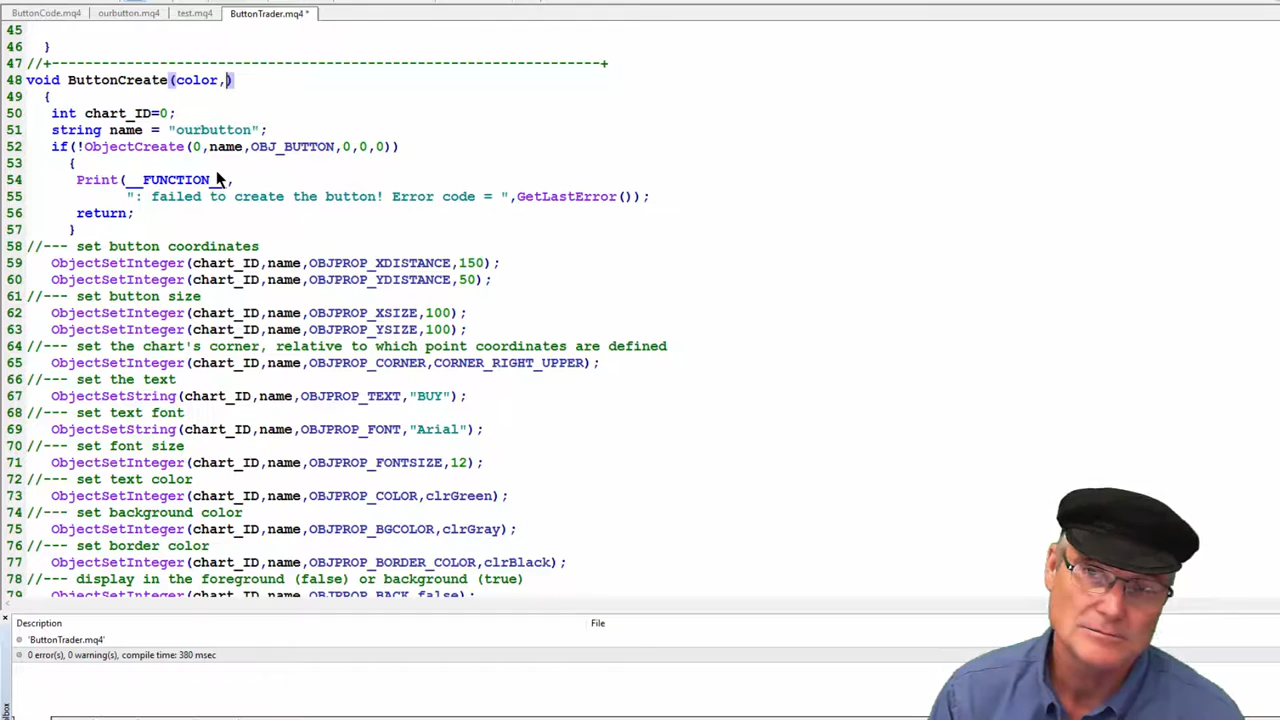 ButtonCode.mq4 ourbutton.mq4 test.mq4 ButtonTrader.mq4 *
45
46 }
47 //+------------------------------------------------------------------+
48 void ButtonCreate(color,)
49 {
50 int chart_ID=0;
51 string name = "ourbutton";
52 if(!ObjectCreate(0,name,OBJ_BUTTON,0,0,0))
53 {
54 Print(__FUNCTION__,
55 ": failed to create the button! Error code = ",GetLastError());
56 return;
57 }
58 //--- set button coordinates
59 ObjectSetInteger(chart_ID,name,OBJPROP_XDISTANCE,150);
60 ObjectSetInteger(chart_ID,name,OBJPROP_YDISTANCE,50);
61 //--- set button size
62 ObjectSetInteger(chart_ID,name,OBJPROP_XSIZE,100);
63 ObjectSetInteger(chart_ID,name,OBJPROP_YSIZE,100);
64 //--- set the chart's corner, relative to which point coordinates are defined
65 ObjectSetInteger(chart_ID,name,OBJPROP_CORNER,CORNER_RIGHT_UPPER);
66 //--- set the text
67 ObjectSetString(chart_ID,name,OBJPROP_TEXT,"BUY");
68 //--- set text font
69 ObjectSetString(chart_ID,name,OBJPROP_FONT,"Arial");
70 //--- set font size
71 ObjectSetInteger(chart_ID,name,OBJPROP_FONTSIZE,12);
72 //--- set text color
73 ObjectSetInteger(chart_ID,name,OBJPROP_COLOR,clrGreen);
74 //--- set background color
75 ObjectSetInteger(chart_ID,name,OBJPROP_BGCOLOR,clrGray);
76 //--- set border color
77 ObjectSetInteger(chart_ID,name,OBJPROP_BORDER_COLOR,clrBlack);
78 //--- display in the foreground (false) or background (true)
79 ObjectSetInteger(chart_ID,name,OBJPROP_BACK,false);
Description File
'ButtonTrader.mq4'
0 error(s), 0 warning(s), compile time: 380 msec